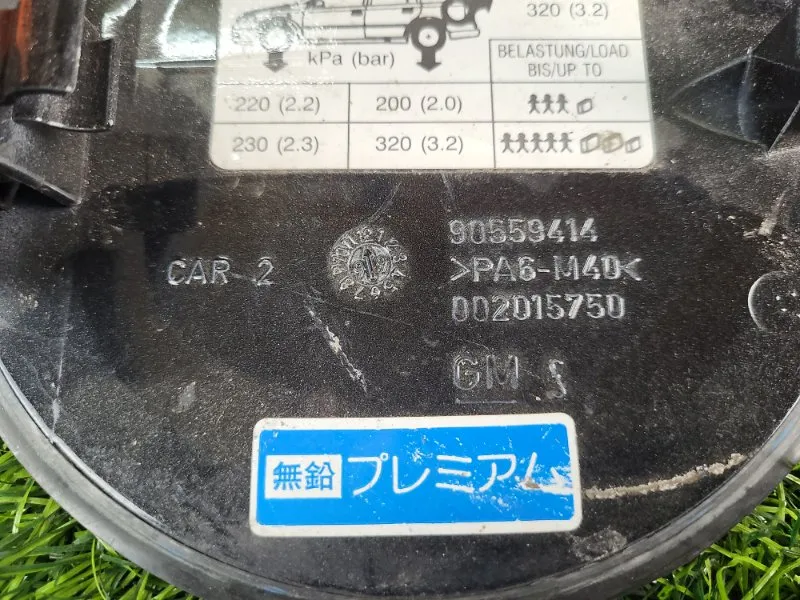 320 (3.2)
kPa (bar)
BELASTUNG/LOAD
BIS/UP TO
220 (2.2) 200 (2.0)
230 (2.3) 320 (3.2)
90559414
CAR 2 >PA6-M40<
002015750
GM
無鉛 プレミアム